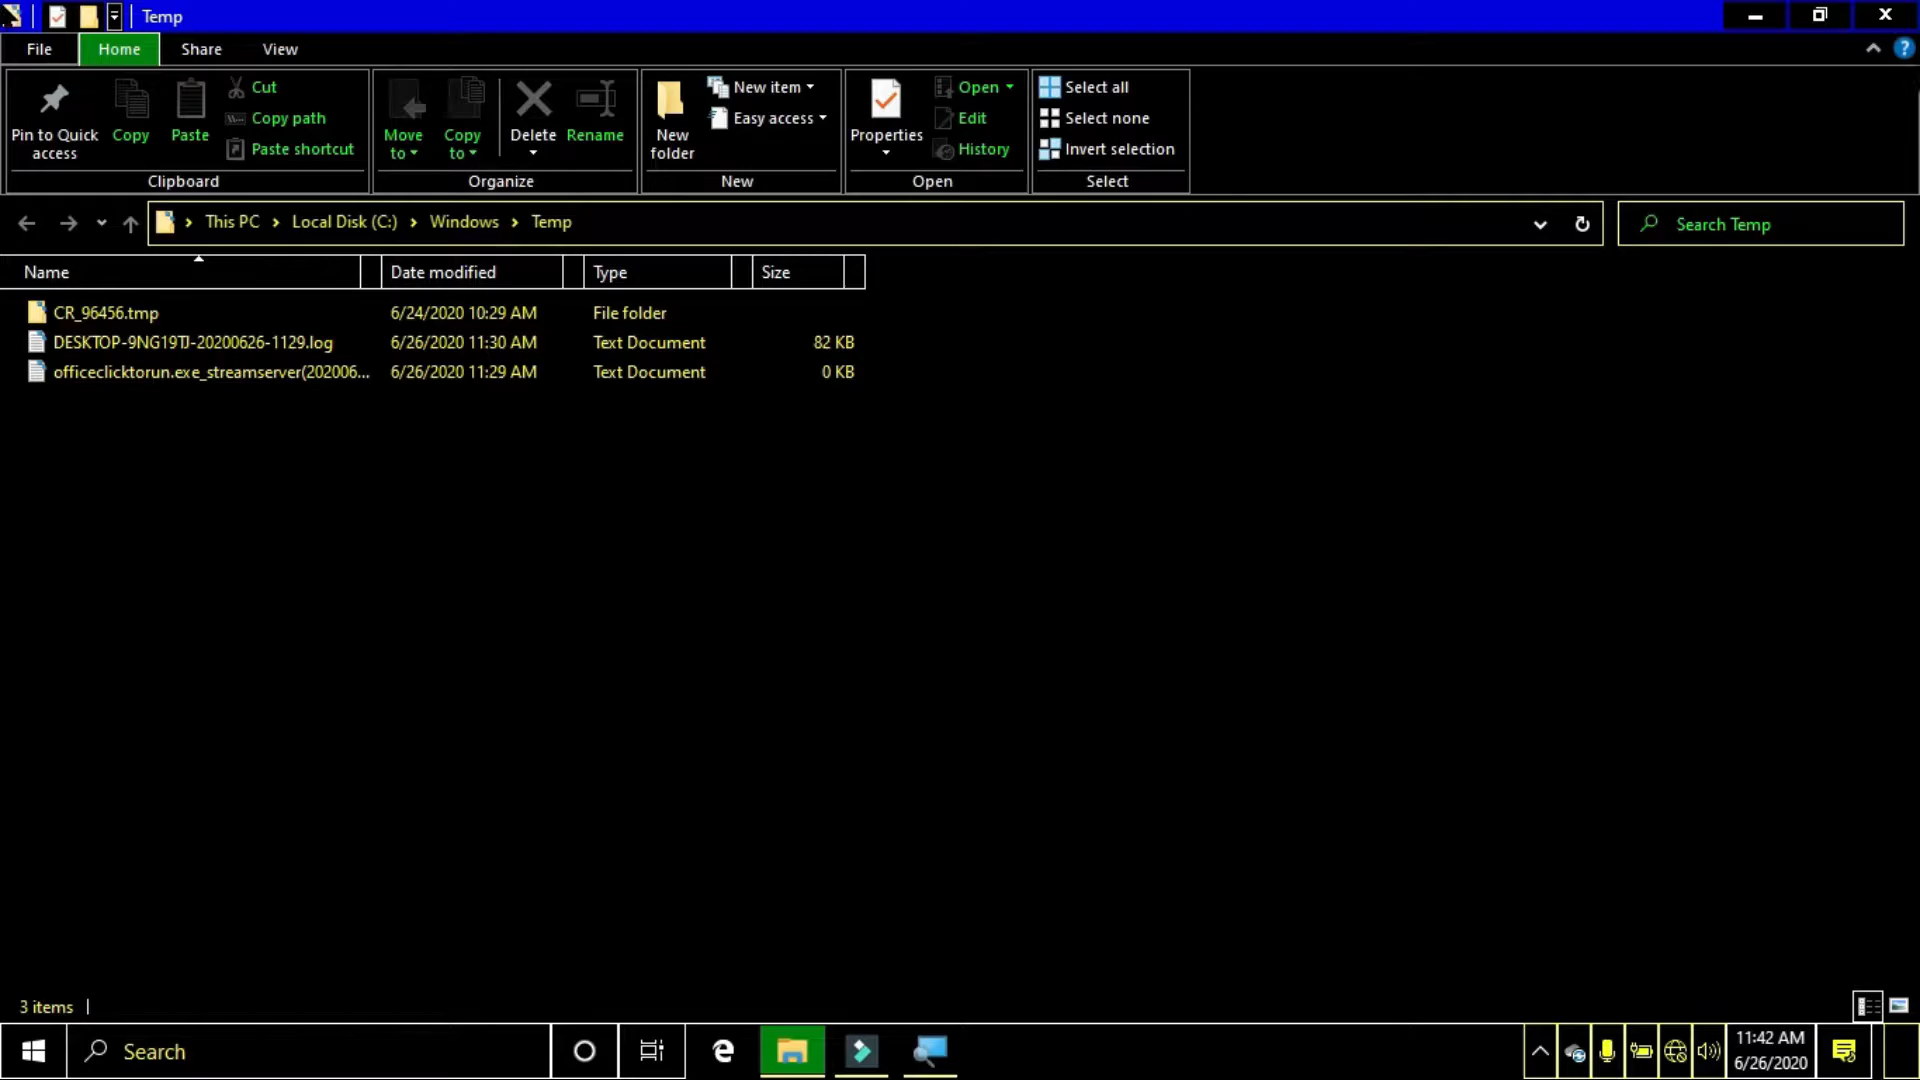 Temp
File Home Share View
Pin to Quick access
Copy
Paste
Cut
Copy path
Paste shortcut
Clipboard
Move to
Copy to
Delete
Rename
Organize
New folder
New item
Easy access
New
Properties
Open
Edit
History
Open
Select all
Select none
Invert selection
Select
This PC > Local Disk (C:) > Windows > Temp
Search Temp
Name Date modified Type Size
CR_96456.tmp 6/24/2020 10:29 AM File folder
DESKTOP-9NG19TJ-20200626-1129.log 6/26/2020 11:30 AM Text Document 82 KB
officeclicktorun.exe_streamserver(202006... 6/26/2020 11:29 AM Text Document 0 KB
3 items
Search
11:42 AM
6/26/2020